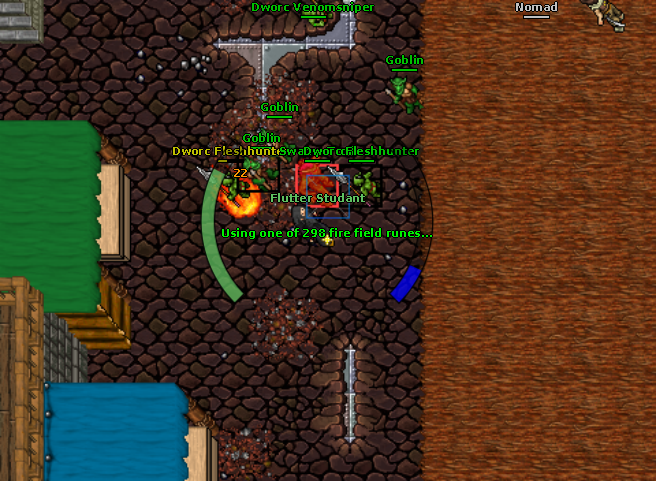 Dworc Venomsniper
Nomad
Goblin
Goblin
Goblin
Dworc Fleshhunter
Dworc Fleshhunter
22
Flutter Studant
Using one of 298 fire field runes...